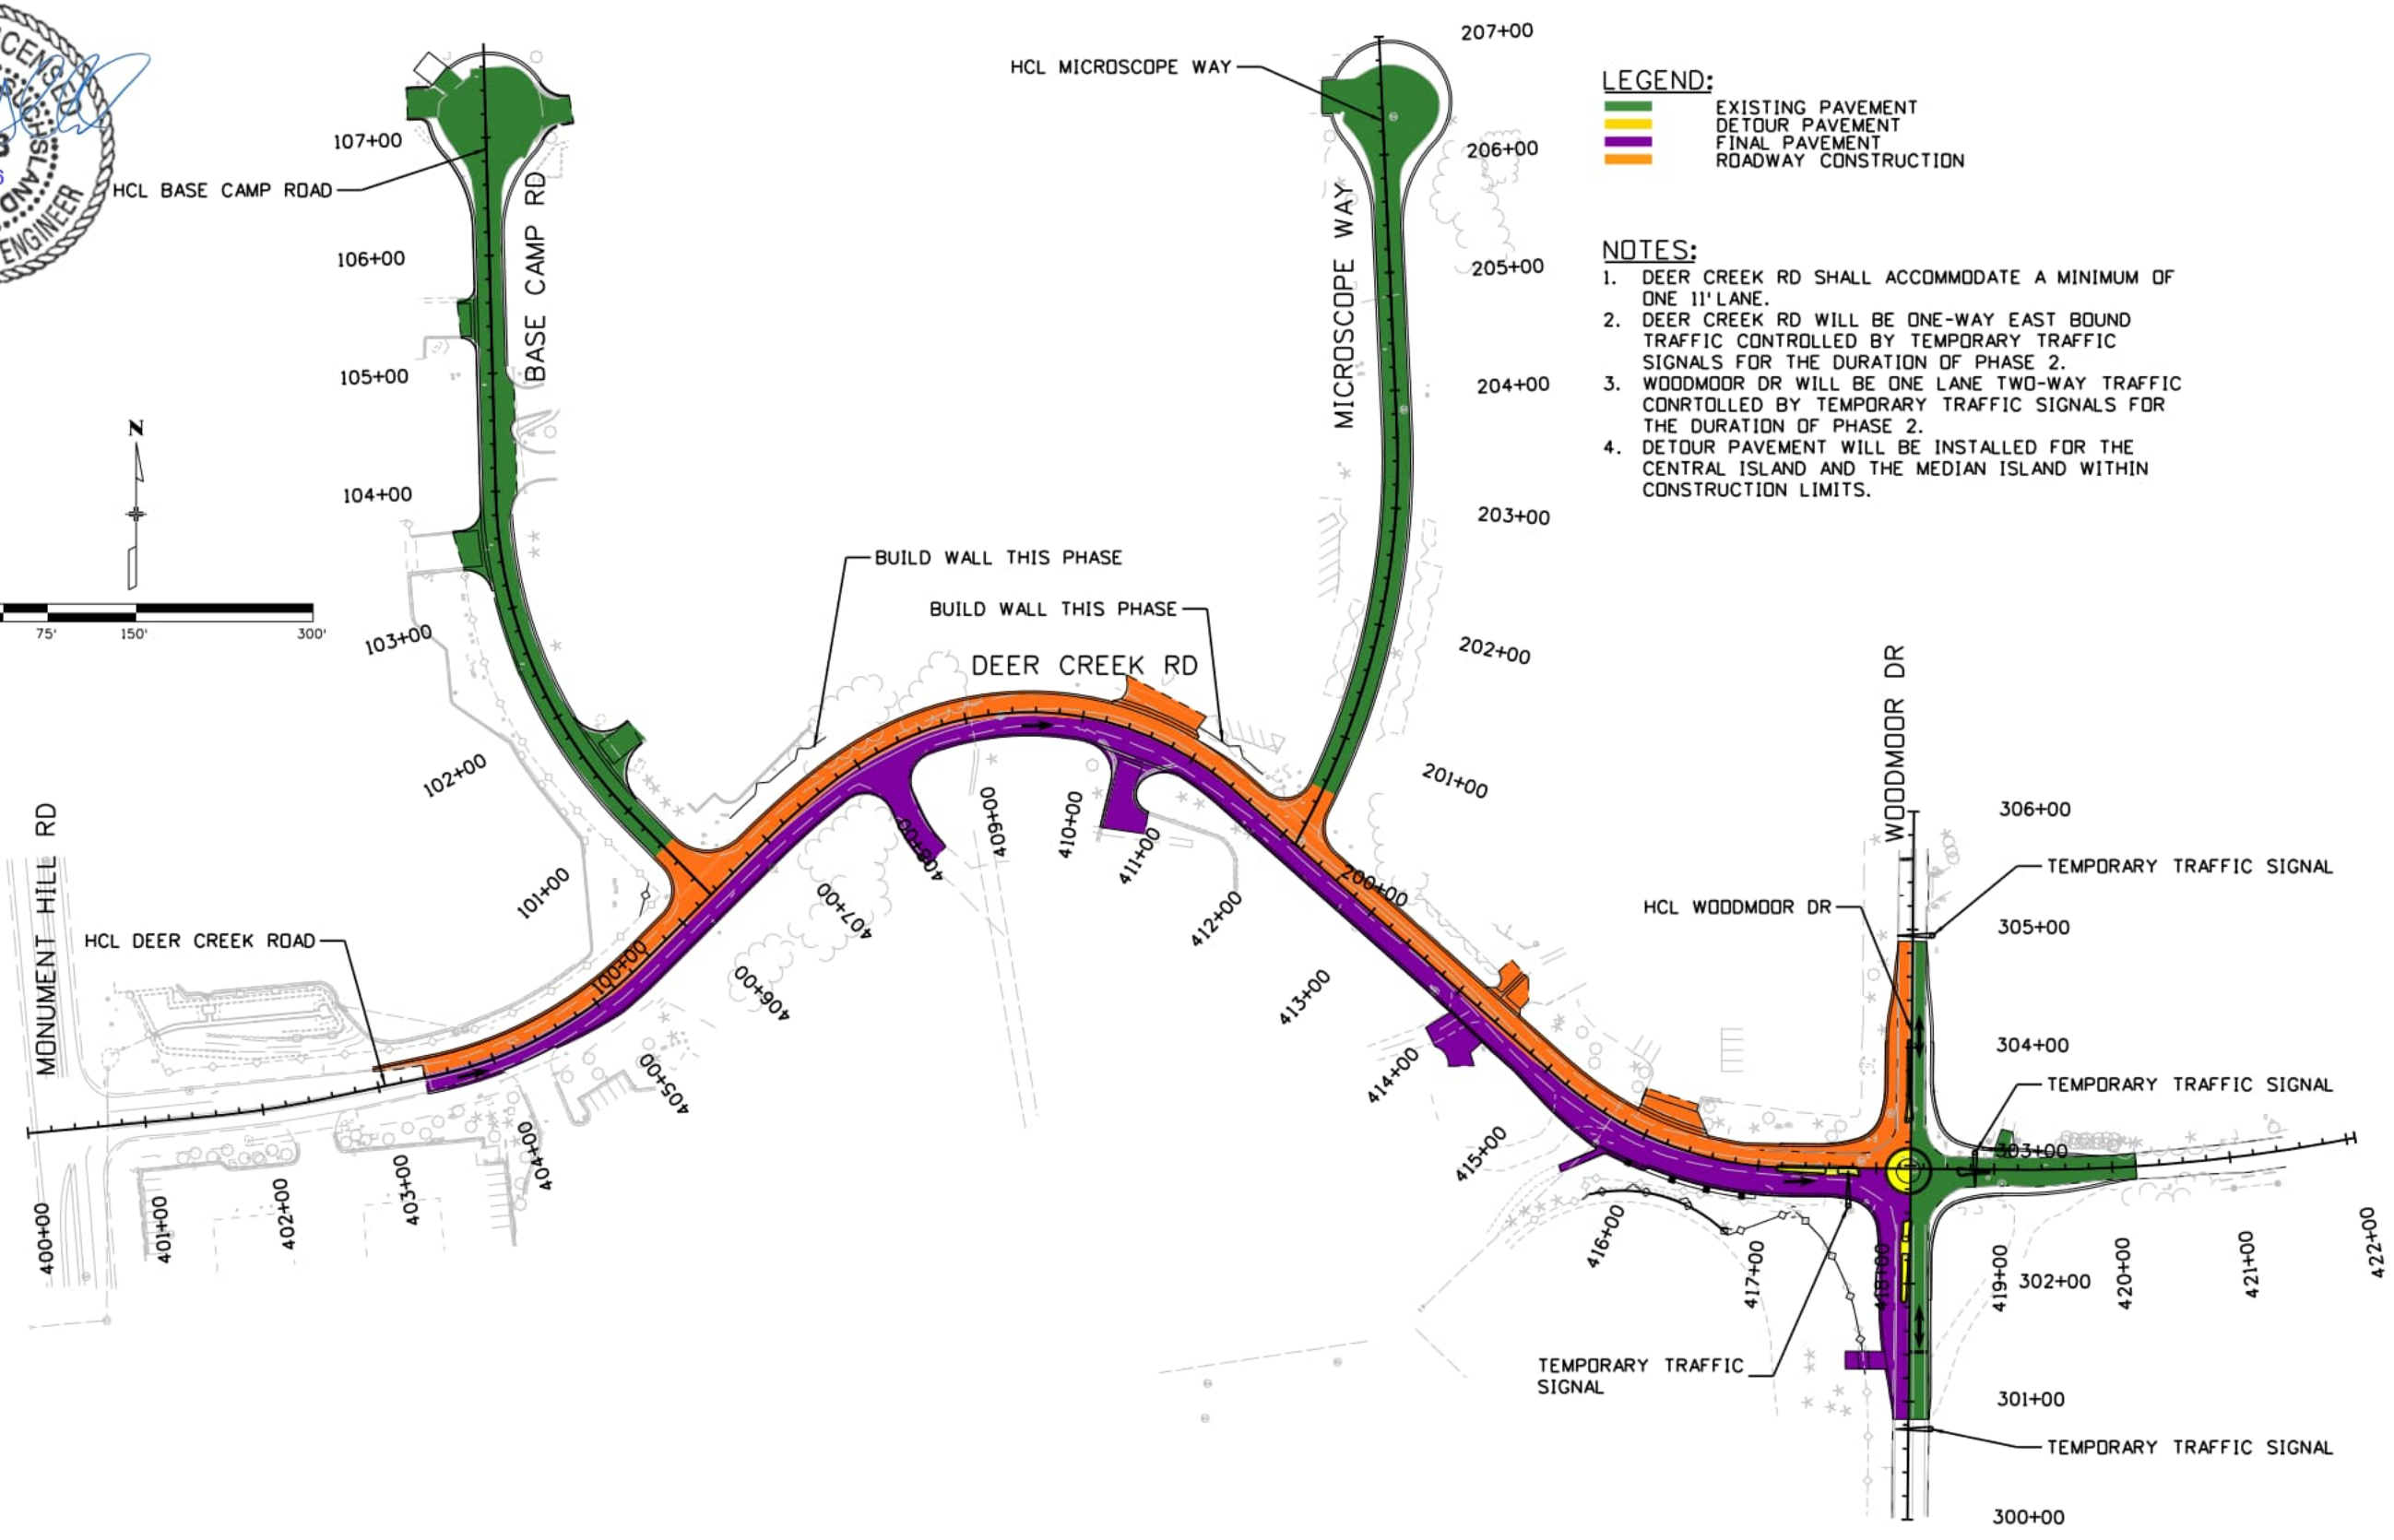 LICENSED
ENGINEER
HCL MICROSCOPE WAY
207+00
206+00
205+00
204+00
203+00
202+00
201+00
200+00
MICROSCOPE WAY
LEGEND:
EXISTING PAVEMENT
DETOUR PAVEMENT
FINAL PAVEMENT
ROADWAY CONSTRUCTION
NOTES:
1. DEER CREEK RD SHALL ACCOMMODATE A MINIMUM OF
ONE 11' LANE.
2. DEER CREEK RD WILL BE ONE-WAY EAST BOUND
TRAFFIC CONTROLLED BY TEMPORARY TRAFFIC
SIGNALS FOR THE DURATION OF PHASE 2.
3. WOODMOOR DR WILL BE ONE LANE TWO-WAY TRAFFIC
CONRTOLLED BY TEMPORARY TRAFFIC SIGNALS FOR
THE DURATION OF PHASE 2.
4. DETOUR PAVEMENT WILL BE INSTALLED FOR THE
CENTRAL ISLAND AND THE MEDIAN ISLAND WITHIN
CONSTRUCTION LIMITS.
107+00
HCL BASE CAMP ROAD
BASE CAMP RD
106+00
105+00
104+00
103+00
102+00
101+00
100+00
N
75'
150'
300'
BUILD WALL THIS PHASE
BUILD WALL THIS PHASE
DEER CREEK RD
MONUMENT HILL RD
HCL DEER CREEK ROAD
400+00
401+00
402+00
403+00
404+00
405+00
406+00
407+00
408+00
409+00
410+00
411+00
412+00
413+00
414+00
415+00
416+00
417+00
418+00
419+00
420+00
421+00
422+00
WOODMOOR DR
306+00
TEMPORARY TRAFFIC SIGNAL
HCL WOODMOOR DR
305+00
304+00
TEMPORARY TRAFFIC SIGNAL
303+00
302+00
TEMPORARY TRAFFIC
SIGNAL
301+00
TEMPORARY TRAFFIC SIGNAL
300+00